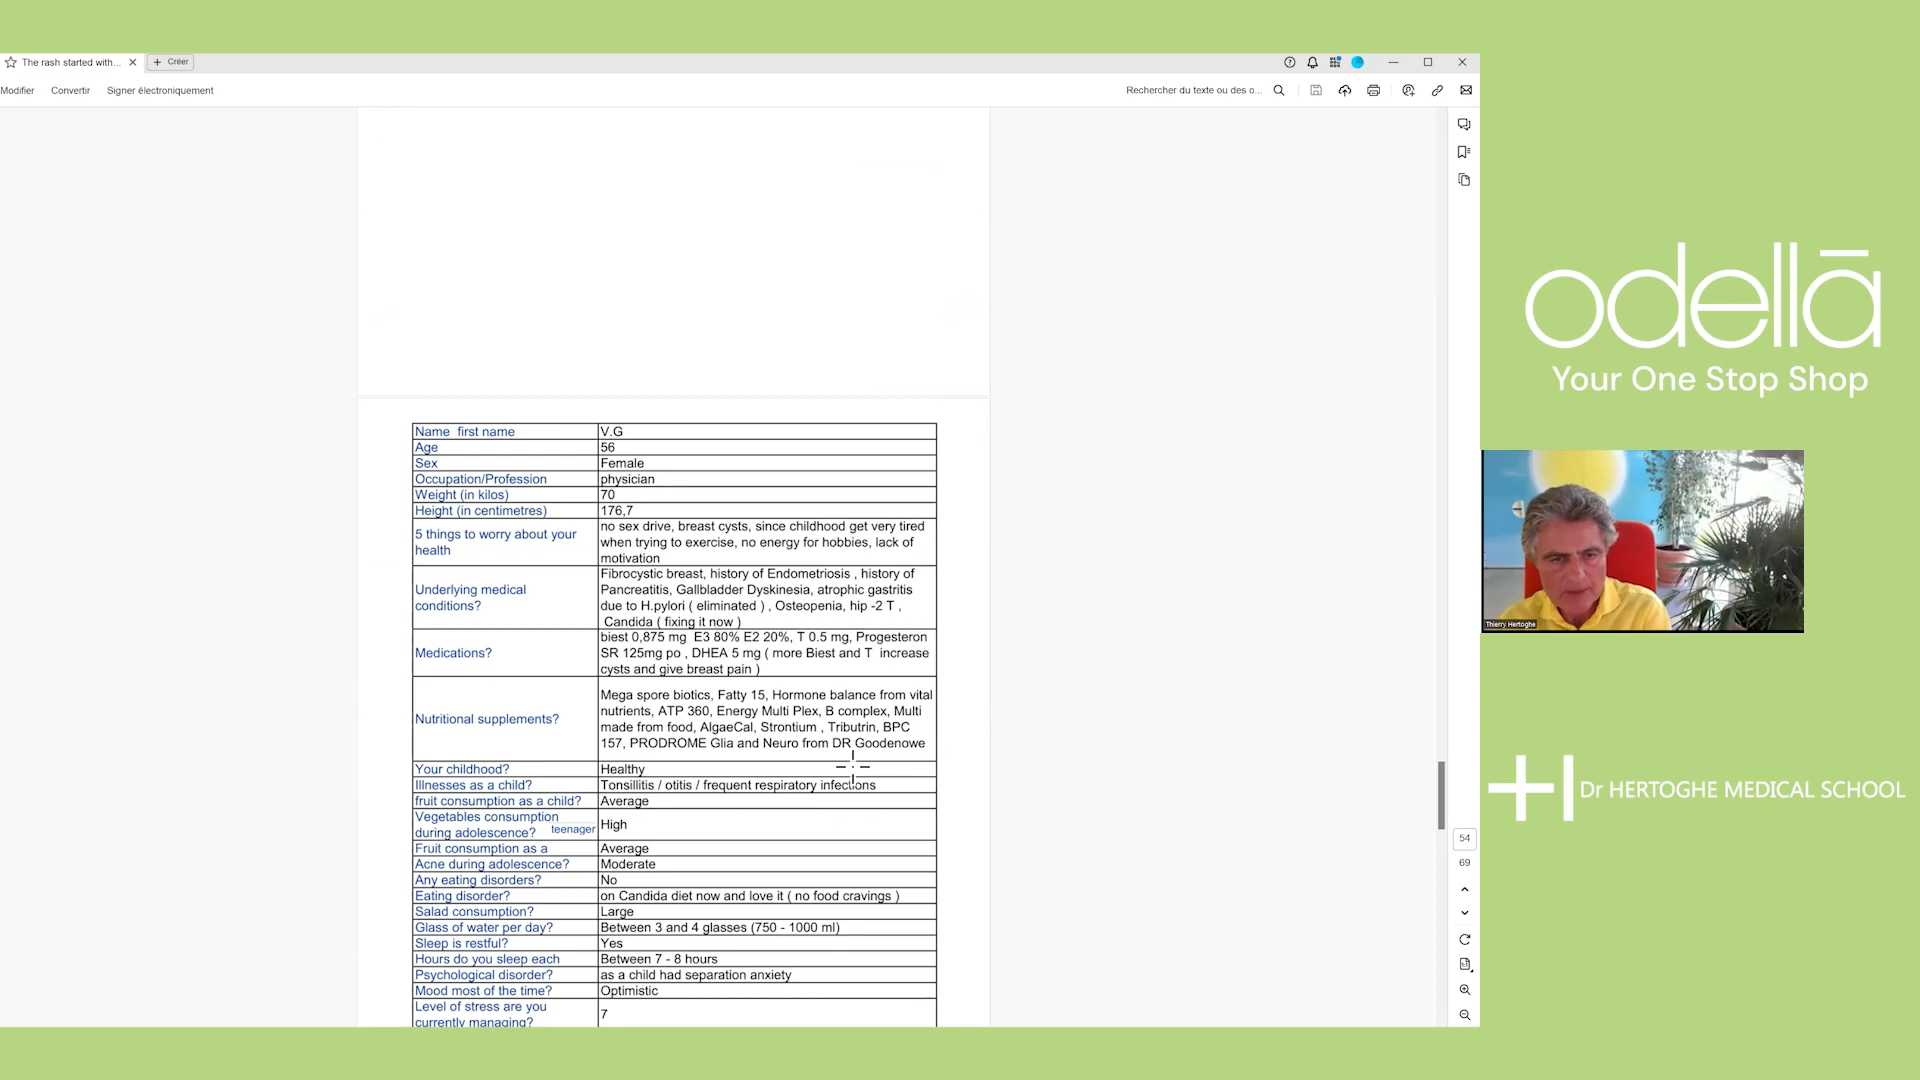 The rash started with...
Créer
Modifier
Convertir
Signer électroniquement
Rechercher du texte ou des o...
Name first name V.G
Age 56
Sex Female
Occupation/Profession physician
Weight (in kilos) 70
Height (in centimetres) 176,7
5 things to worry about your health
no sex drive, breast cysts, since childhood get very tired
when trying to exercise, no energy for hobbies, lack of
motivation
Underlying medical
conditions?
Fibrocystic breast, history of Endometriosis , history of
Pancreatitis, Gallbladder Dyskinesia, atrophic gastritis
due to H.pylori ( eliminated ) , Osteopenia, hip -2 T ,
Candida ( fixing it now )
Medications?
biest 0,875 mg E3 80% E2 20%, T 0.5 mg, Progesteron
SR 125mg po , DHEA 5 mg ( more Biest and T increase
cysts and give breast pain )
Nutritional supplements?
Mega spore biotics, Fatty 15, Hormone balance from vital
nutrients, ATP 360, Energy Multi Plex, B complex, Multi
made from food, AlgaeCal, Strontium , Tributrin, BPC
157, PRODROME Glia and Neuro from DR Goodenowe
Your childhood? Healthy
Illnesses as a child? Tonsillitis / otitis / frequent respiratory infections
fruit consumption as a child? Average
Vegetables consumption
during adolescence? teenager High
Fruit consumption as a Average
Acne during adolescence? Moderate
Any eating disorders? No
Eating disorder? on Candida diet now and love it ( no food cravings )
Salad consumption? Large
Glass of water per day? Between 3 and 4 glasses (750 - 1000 ml)
Sleep is restful? Yes
Hours do you sleep each Between 7 - 8 hours
Psychological disorder? as a child had separation anxiety
Mood most of the time? Optimistic
Level of stress are you
currently managing? 7
54
69
odellā
Your One Stop Shop
Thierry Hertoghe
Dr HERTOGHE MEDICAL SCHOOL